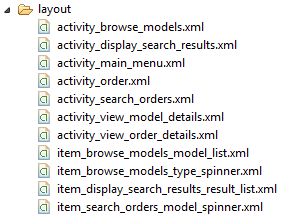 layout
activity_browse_models.xml
activity_display_search_results.xml
activity_main_menu.xml
activity_order.xml
activity_search_orders.xml
activity_view_model_details.xml
activity_view_order_details.xml
item_browse_models_model_list.xml
item_browse_models_type_spinner.xml
item_display_search_results_result_list.xml
item_search_orders_model_spinner.xml